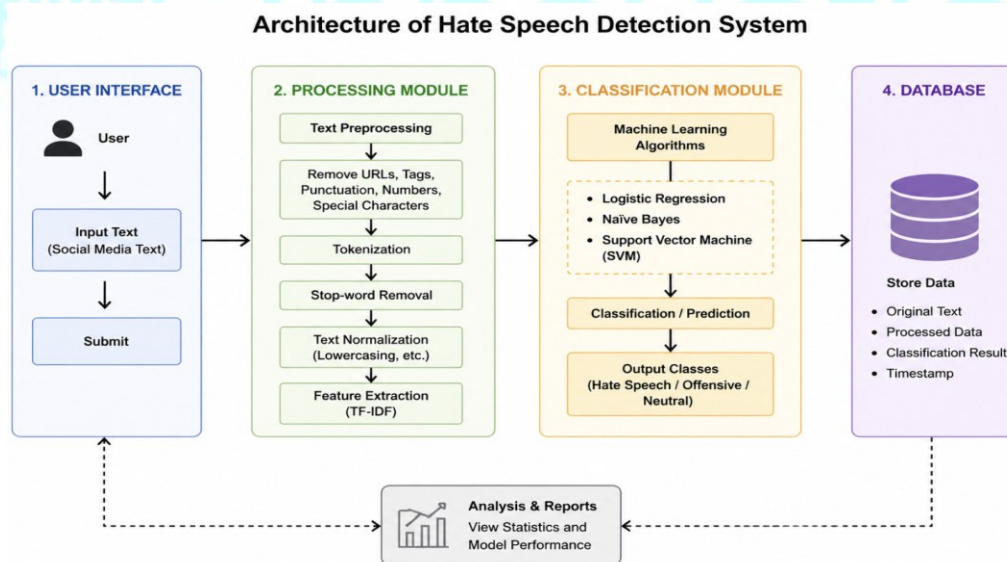 Architecture of Hate Speech Detection System
1. USER INTERFACE
User
Input Text
(Social Media Text)
Submit
2. PROCESSING MODULE
Text Preprocessing
Remove URLs, Tags,
Punctuation, Numbers,
Special Characters
Tokenization
Stop-word Removal
Text Normalization
(Lowercasing, etc.)
Feature Extraction
(TF-IDF)
3. CLASSIFICATION MODULE
Machine Learning
Algorithms
• Logistic Regression
• Naïve Bayes
• Support Vector Machine
(SVM)
Classification / Prediction
Output Classes
(Hate Speech / Offensive /
Neutral)
4. DATABASE
Store Data
• Original Text
• Processed Data
• Classification Result
• Timestamp
Analysis & Reports
View Statistics and
Model Performance